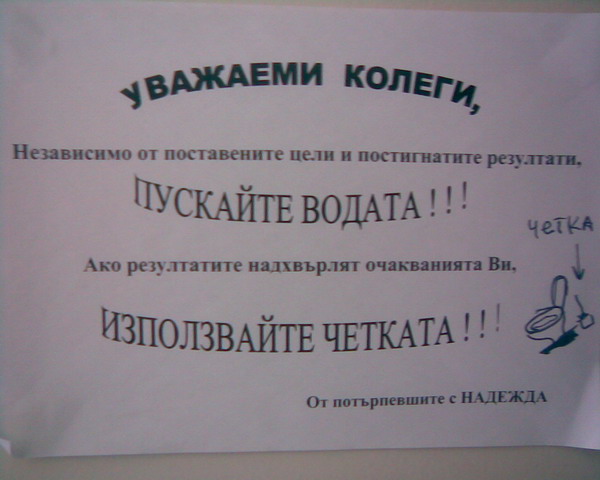 УВАЖАЕМИ КОЛЕГИ,
Независимо от поставените цели и постигнатите резултати,
ПУСКАЙТЕ ВОДАТА ! ! !
четка
Ако резултатите надхвърлят очакванията Ви,
ИЗПОЛЗВАЙТЕ ЧЕТКАТА ! ! !
От потърпевшите с НАДЕЖДА